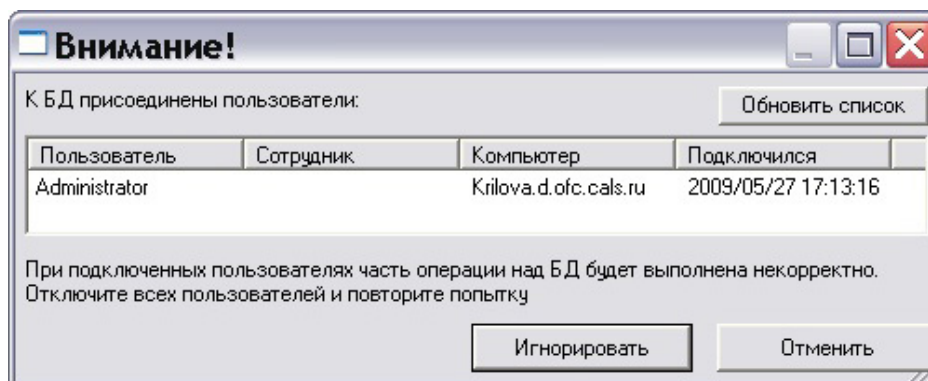 Внимание!
К БД присоединены пользователи:
Обновить список
Пользователь Сотрудник Компьютер Подключился
Administrator Krilova.d.ofc.cals.ru 2009/05/27 17:13:16
При подключенных пользователях часть операции над БД будет выполнена некорректно.
Отключите всех пользователей и повторите попытку
Игнорировать Отменить